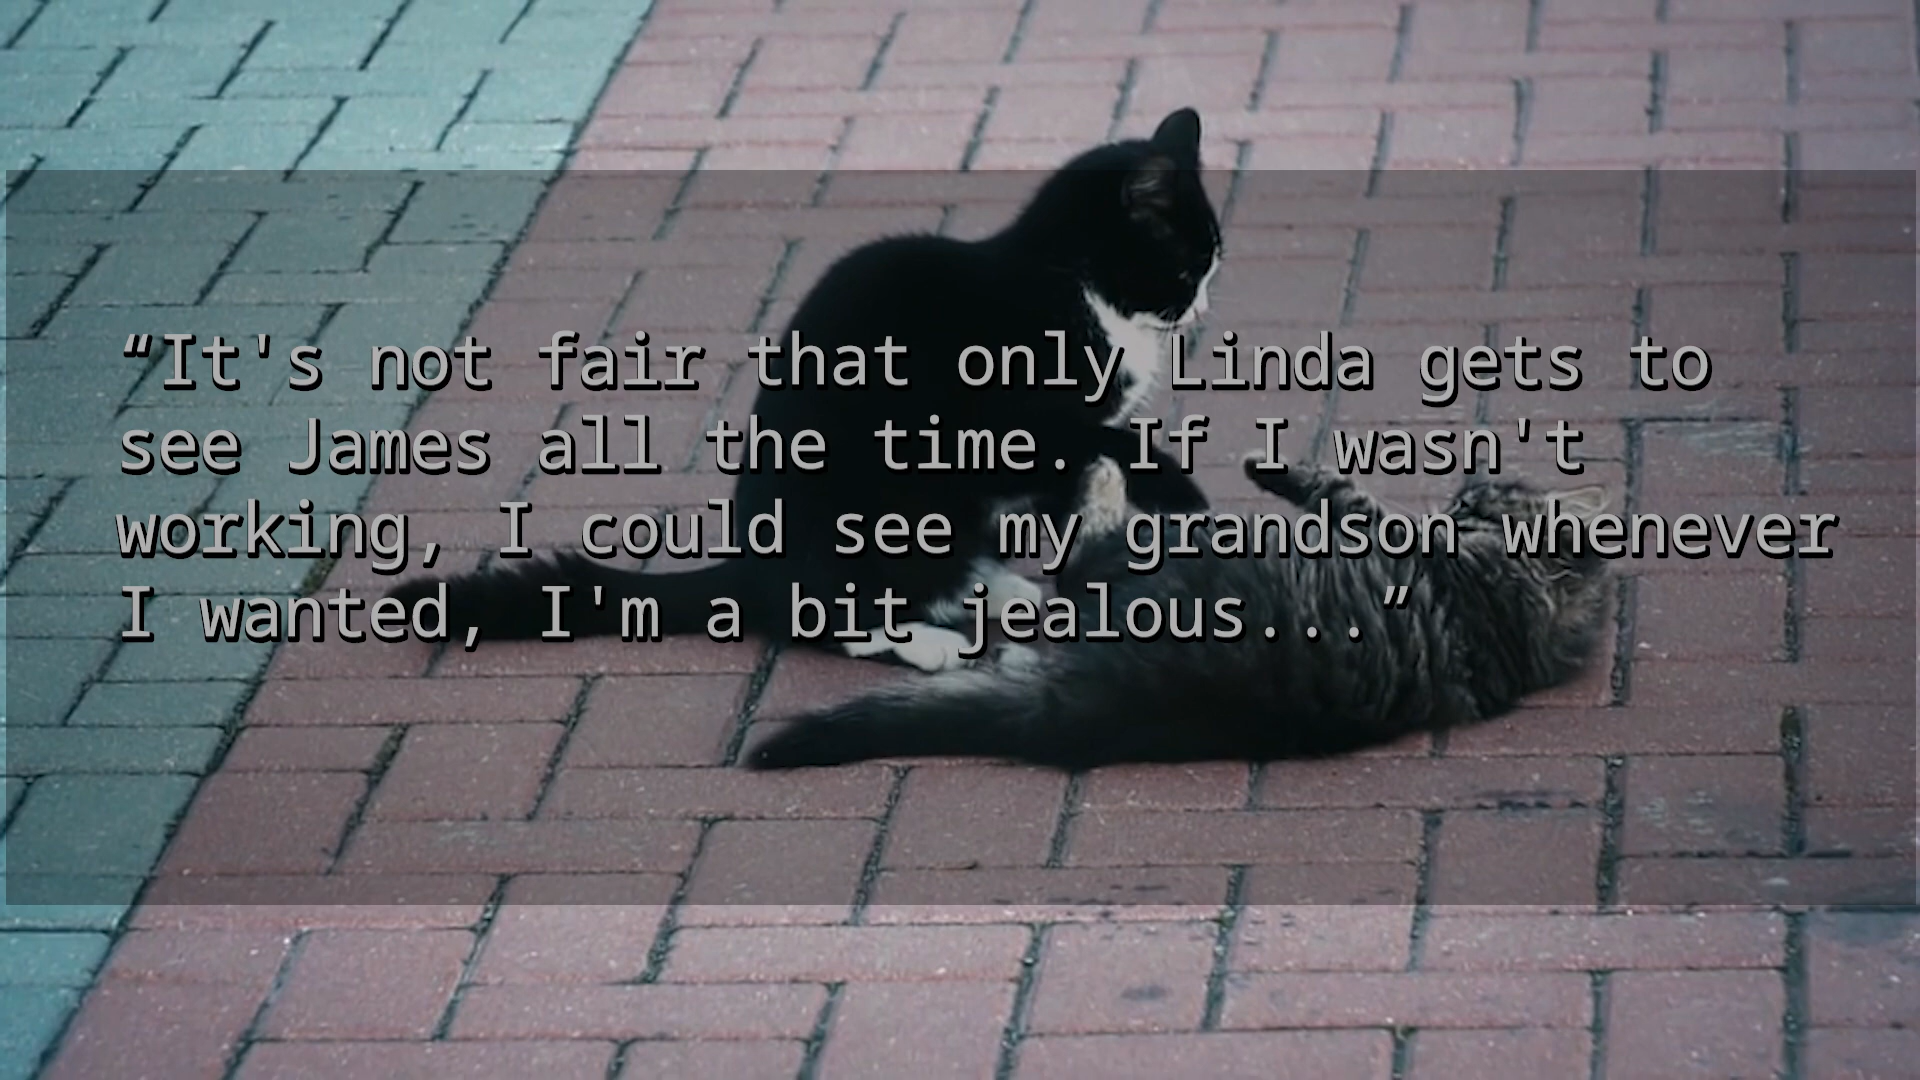 “It's not fair that only Linda gets to
see James all the time. If I wasn't
working, I could see my grandson whenever
I wanted, I'm a bit jealous...”